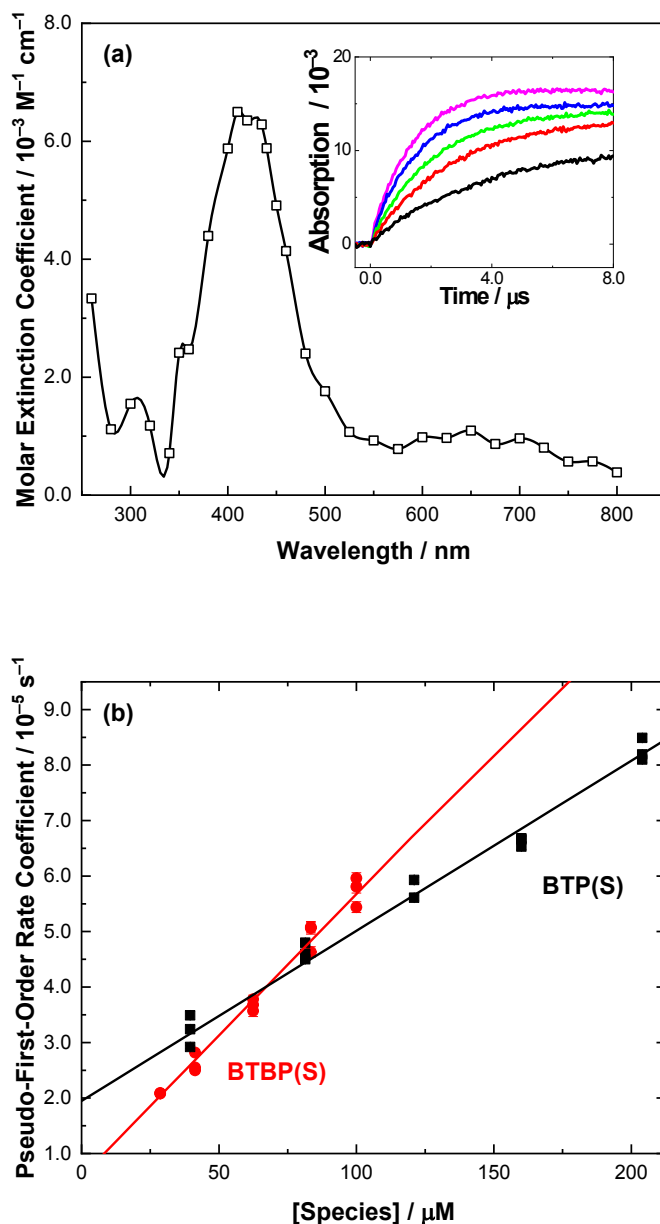 (a)
Molar Extinction Coefficient / 10⁻³ M⁻¹ cm⁻¹
8.0
6.0
4.0
2.0
0.0
300 400 500 600 700 800
Wavelength / nm
Absorption / 10⁻³
20
10
0
0.0 4.0 8.0
Time / μs
(b)
Pseudo-First-Order Rate Coefficient / 10⁻⁵ s⁻¹
9.0
8.0
7.0
6.0
5.0
4.0
3.0
2.0
1.0
BTP(S)
BTBP(S)
0 50 100 150 200
[Species] / μM